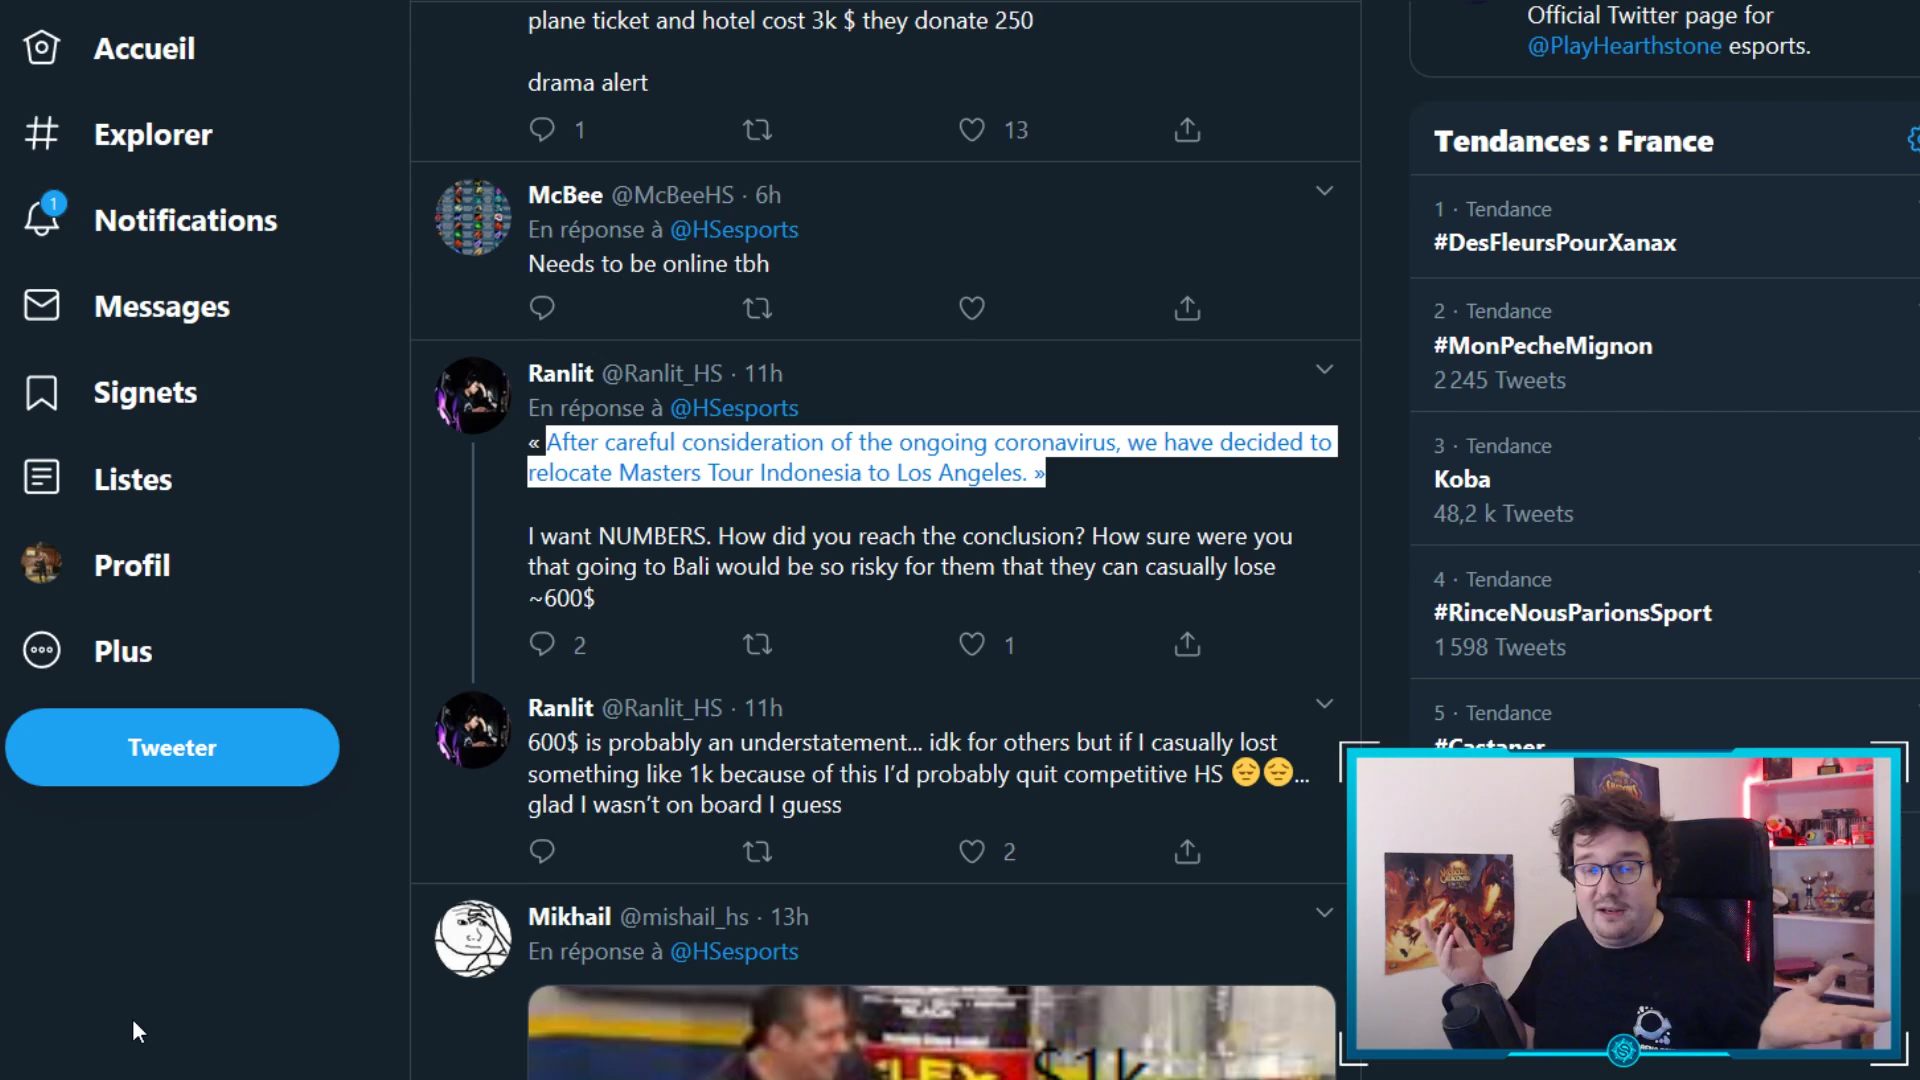 Accueil
Explorer
1
Notifications
Messages
Signets
Listes
Profil
Plus
Tweeter
plane ticket and hotel cost 3k $ they donate 250
drama alert
1
13
McBee @McBeeHS · 6h
En réponse à @HSesports
Needs to be online tbh
Ranlit @Ranlit_HS · 11h
En réponse à @HSesports
« After careful consideration of the ongoing coronavirus, we have decided to
relocate Masters Tour Indonesia to Los Angeles. »
I want NUMBERS. How did you reach the conclusion? How sure were you
that going to Bali would be so risky for them that they can casually lose
~600$
2
1
Ranlit @Ranlit_HS · 11h
600$ is probably an understatement... idk for others but if I casually lost
something like 1k because of this I'd probably quit competitive HS 😔😔...
glad I wasn't on board I guess
2
Mikhail @mishail_hs · 13h
En réponse à @HSesports
$1k
Official Twitter page for
@PlayHearthstone esports.
Tendances : France
1 · Tendance
#DesFleursPourXanax
2 · Tendance
#MonPecheMignon
2 245 Tweets
3 · Tendance
Koba
48,2 k Tweets
4 · Tendance
#RinceNousParionsSport
1 598 Tweets
5 · Tendance
#Castaner